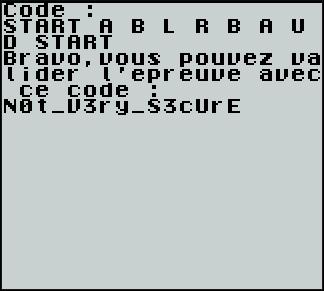 Code :
START A B L R B A U
D START
Bravo,vous pouvez va
lider l'epreuve avec
 ce code :
N0t_V3ry_S3cUrE